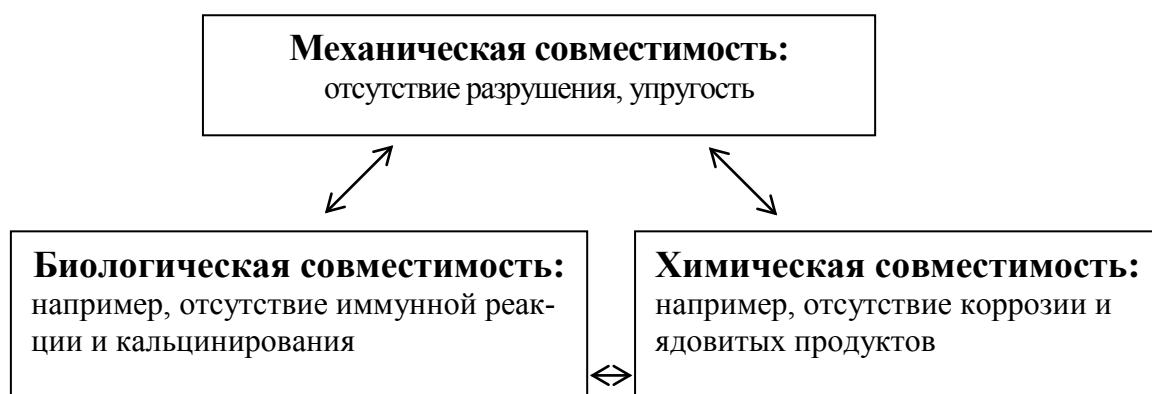 Механическая совместимость:
отсутствие разрушения, упругость
Биологическая совместимость:
например, отсутствие иммунной реак-
ции и кальцинирования
Химическая совместимость:
например, отсутствие коррозии и
ядовитых продуктов